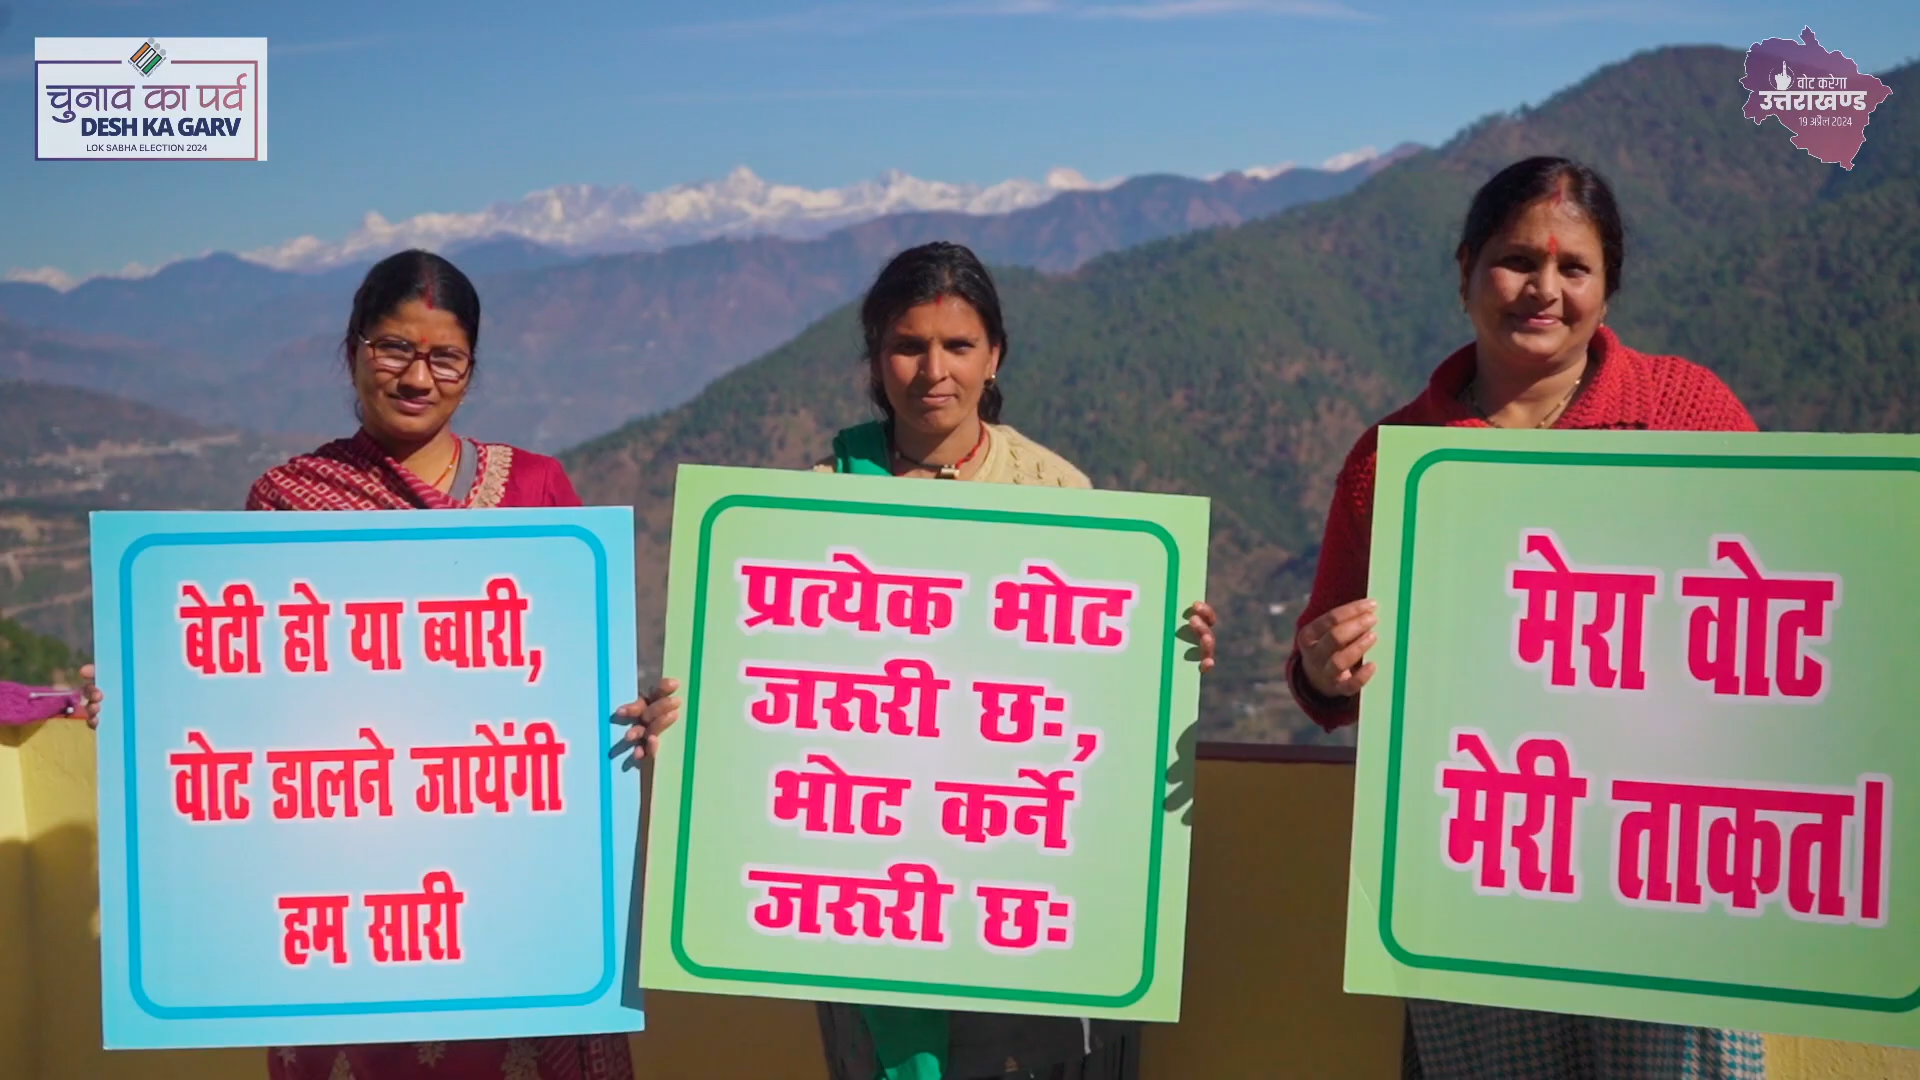 चुनाव का पर्व
DESH KA GARV
LOK SABHA ELECTION 2024
वोट करेगा
उत्तराखण्ड
19 अप्रैल 2024
बेटी हो या ब्वारी,
वोट डालने जायेंगी
हम सारी
प्रत्येक भोट
जरूरी छः,
भोट कर्ने
जरूरी छः
मेरा वोट
मेरी ताकत।